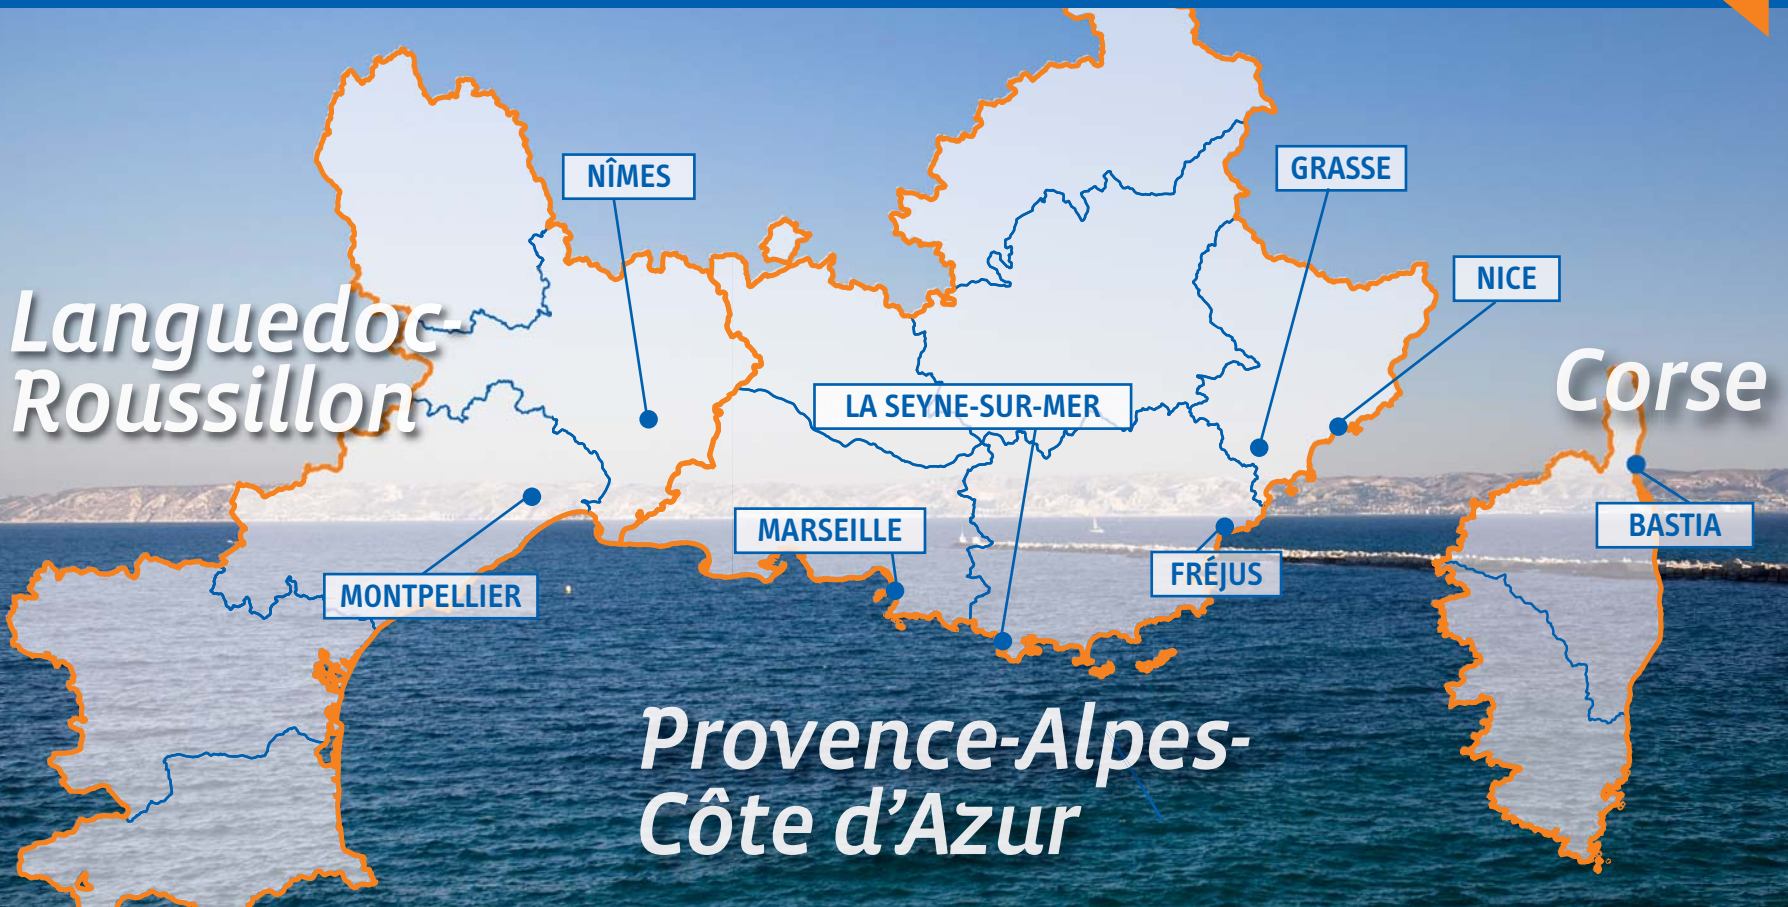 NÎMES
GRASSE
NICE
Languedoc-
Roussillon
Corse
LA SEYNE-SUR-MER
MARSEILLE
BASTIA
FRÉJUS
MONTPELLIER
Provence-Alpes-
Côte d'Azur